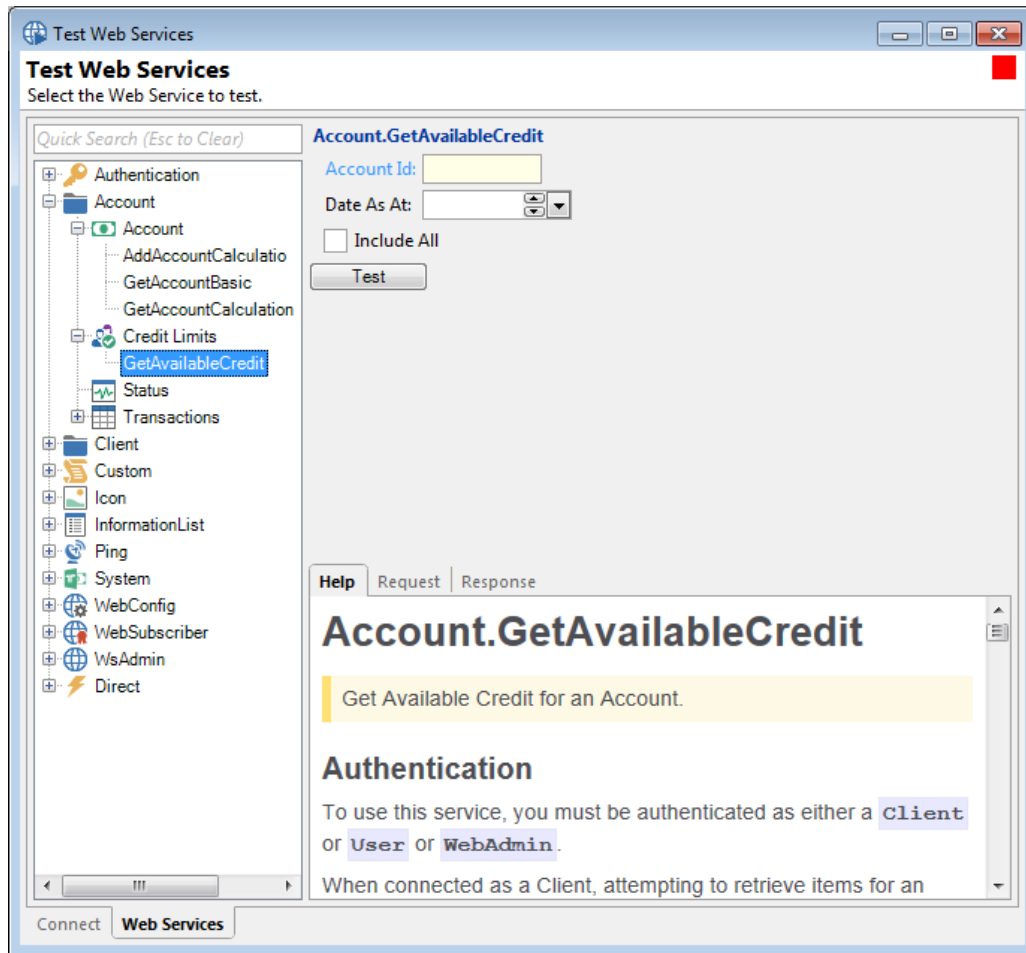 Test Web Services
Test Web Services
Select the Web Service to test.
Quick Search (Esc to Clear)
Authentication
Account
Account
AddAccountCalculatio
GetAccountBasic
GetAccountCalculation
Credit Limits
GetAvailableCredit
Status
Transactions
Client
Custom
Icon
InformationList
Ping
System
WebConfig
WebSubscriber
WsAdmin
Direct
Account.GetAvailableCredit
Account Id:
Date As At:
Include All
Test
Help Request Response
Account.GetAvailableCredit
Get Available Credit for an Account.
Authentication
To use this service, you must be authenticated as either a Client
or User or WebAdmin.
When connected as a Client, attempting to retrieve items for an
Connect Web Services